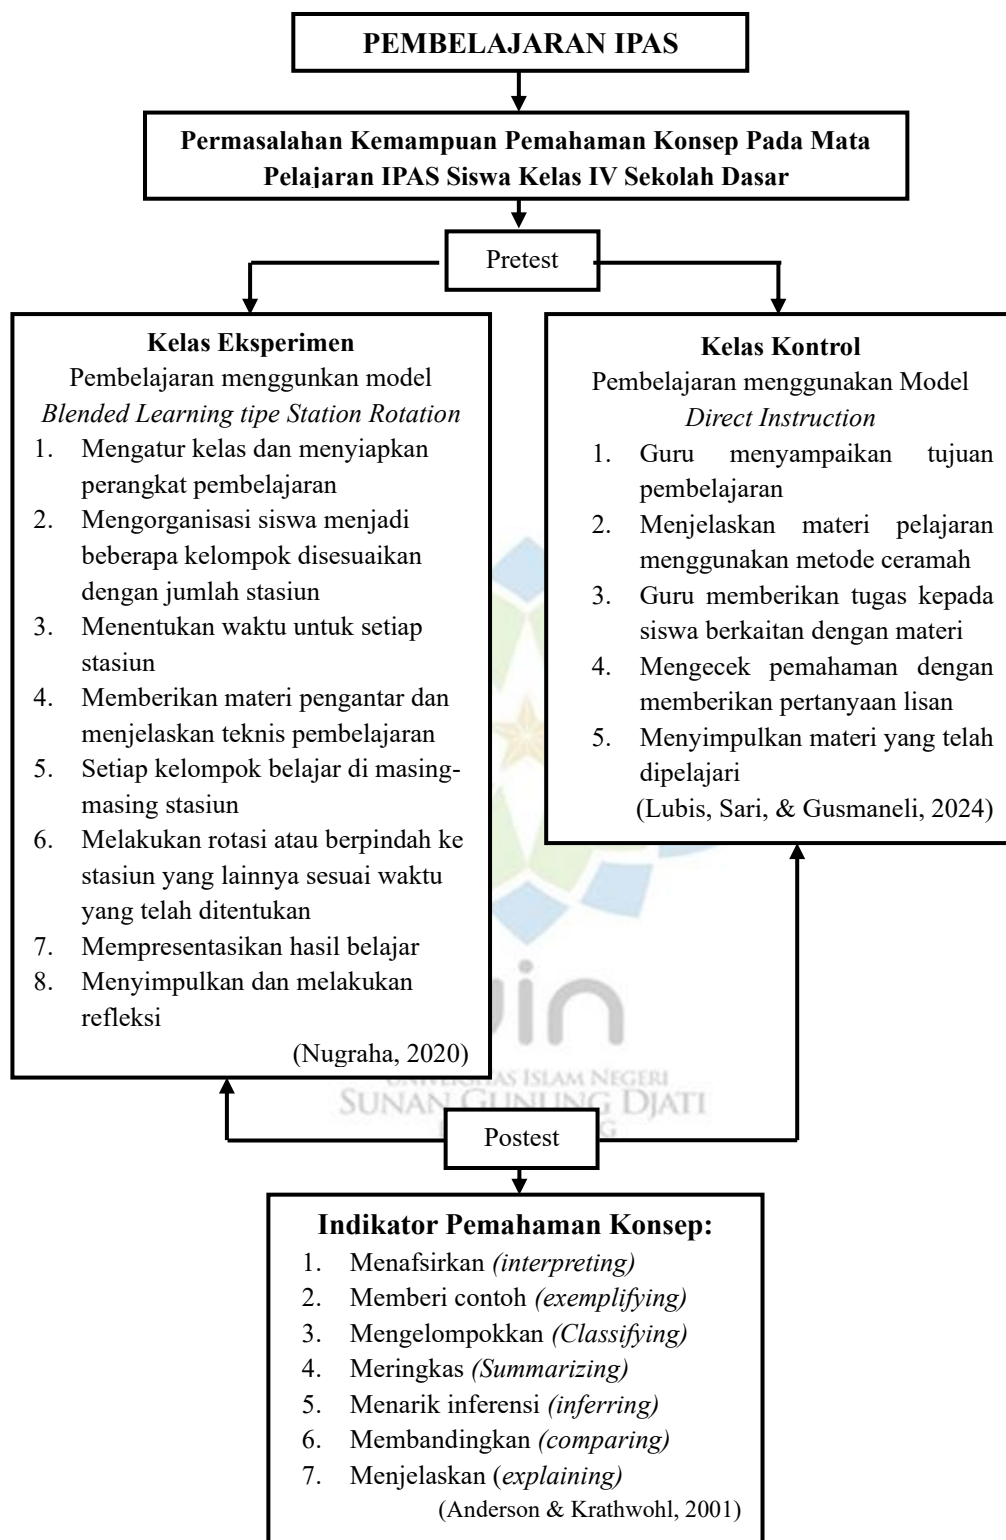 PEMBELAJARAN IPAS
Permasalahan Kemampuan Pemahaman Konsep Pada Mata
Pelajaran IPAS Siswa Kelas IV Sekolah Dasar
Pretest
Kelas Eksperimen
Pembelajaran menggunkan model
Blended Learning tipe Station Rotation
1. Mengatur kelas dan menyiapkan
perangkat pembelajaran
2. Mengorganisasi siswa menjadi
beberapa kelompok disesuaikan
dengan jumlah stasiun
3. Menentukan waktu untuk setiap
stasiun
4. Memberikan materi pengantar dan
menjelaskan teknis pembelajaran
5. Setiap kelompok belajar di masing-
masing stasiun
6. Melakukan rotasi atau berpindah ke
stasiun yang lainnya sesuai waktu
yang telah ditentukan
7. Mempresentasikan hasil belajar
8. Menyimpulkan dan melakukan
refleksi
(Nugraha, 2020)
Kelas Kontrol
Pembelajaran menggunakan Model
Direct Instruction
1. Guru menyampaikan tujuan
pembelajaran
2. Menjelaskan materi pelajaran
menggunakan metode ceramah
3. Guru memberikan tugas kepada
siswa berkaitan dengan materi
4. Mengecek pemahaman dengan
memberikan pertanyaan lisan
5. Menyimpulkan materi yang telah
dipelajari
(Lubis, Sari, & Gusmaneli, 2024)
ISLAM NEGERI
SUNAN GUNUNG DJATI
Postest
Indikator Pemahaman Konsep:
1. Menafsirkan (interpreting)
2. Memberi contoh (exemplifying)
3. Mengelompokkan (Classifying)
4. Meringkas (Summarizing)
5. Menarik inferensi (inferring)
6. Membandingkan (comparing)
7. Menjelaskan (explaining)
(Anderson & Krathwohl, 2001)